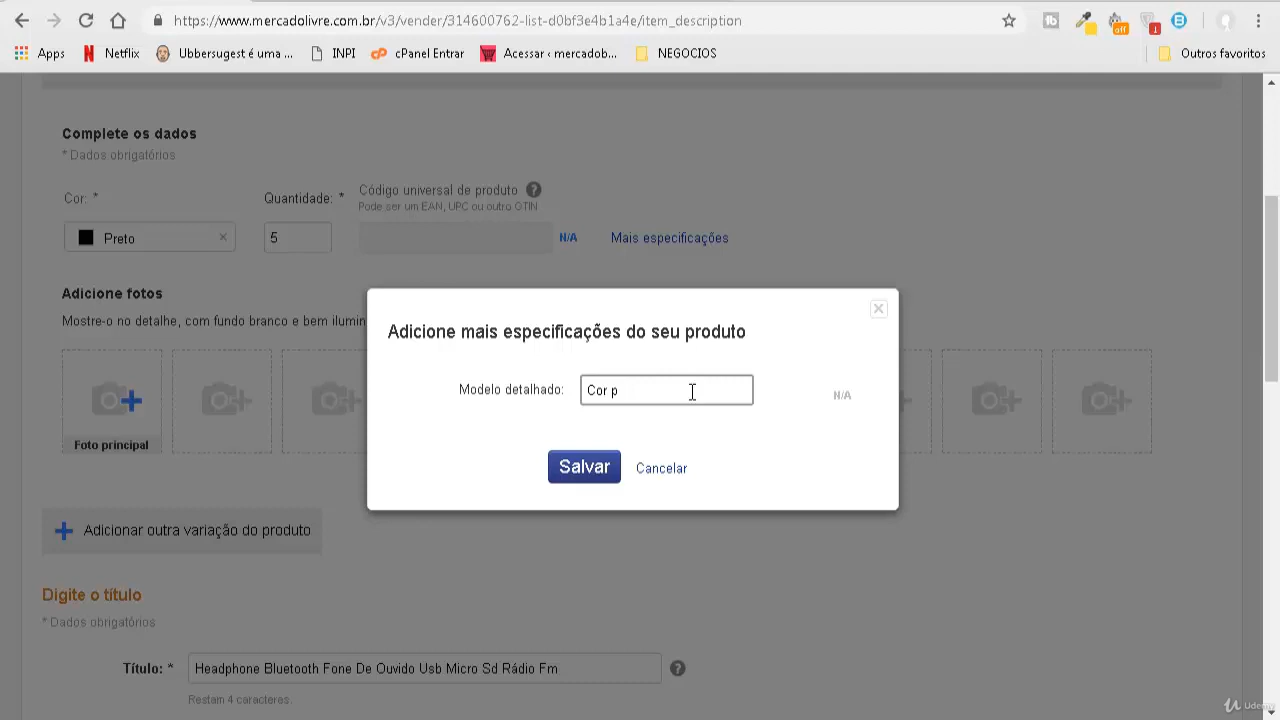 https://www.mercadolivre.com.br/v3/vender/314600762-list-d0bf3e4b1a4e/item_description
off
1
Apps Netflix Ubbersugest é uma ... INPI cPanel Entrar Acessar ‹ mercadob... NEGOCIOS Outros favoritos
Complete os dados
* Dados obrigatórios
Cor: * Quantidade: * Código universal de produto ?
Pode ser um EAN, UPC ou outro GTIN
Preto × 5 N/A Mais especificações
Adicione fotos
Mostre-o no detalhe, com fundo branco e bem ilumin
Foto principal
Adicione mais especificações do seu produto
Modelo detalhado: Cor p N/A
Salvar Cancelar
Adicionar outra variação do produto
Digite o título
* Dados obrigatórios
Título: * Headphone Bluetooth Fone De Ouvido Usb Micro Sd Rádio Fm ?
Restam 4 caracteres.
Udemy